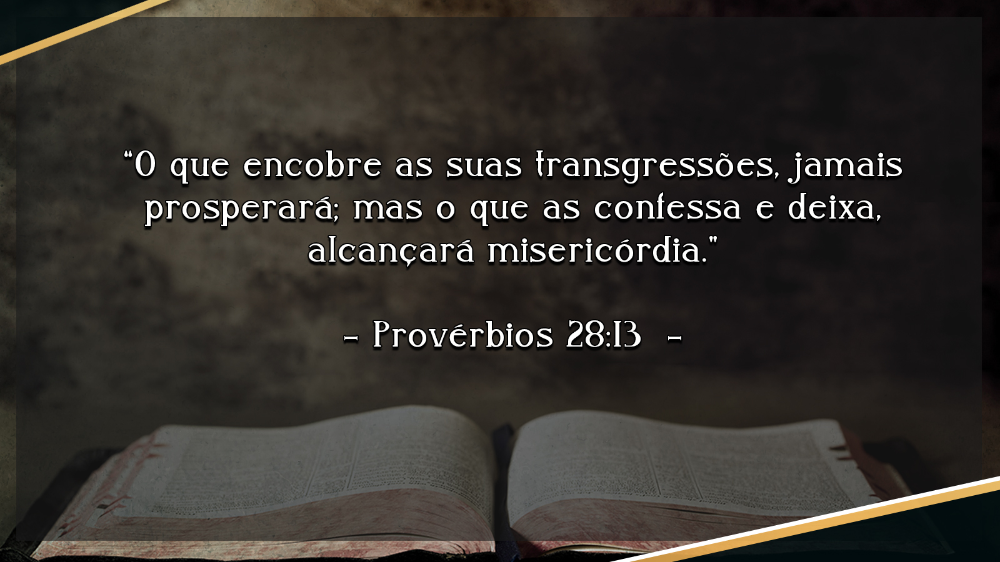 “O que encobre as suas transgressões, jamais
prosperará; mas o que as confessa e deixa,
alcançará misericórdia.”
- Provérbios 28:13 -